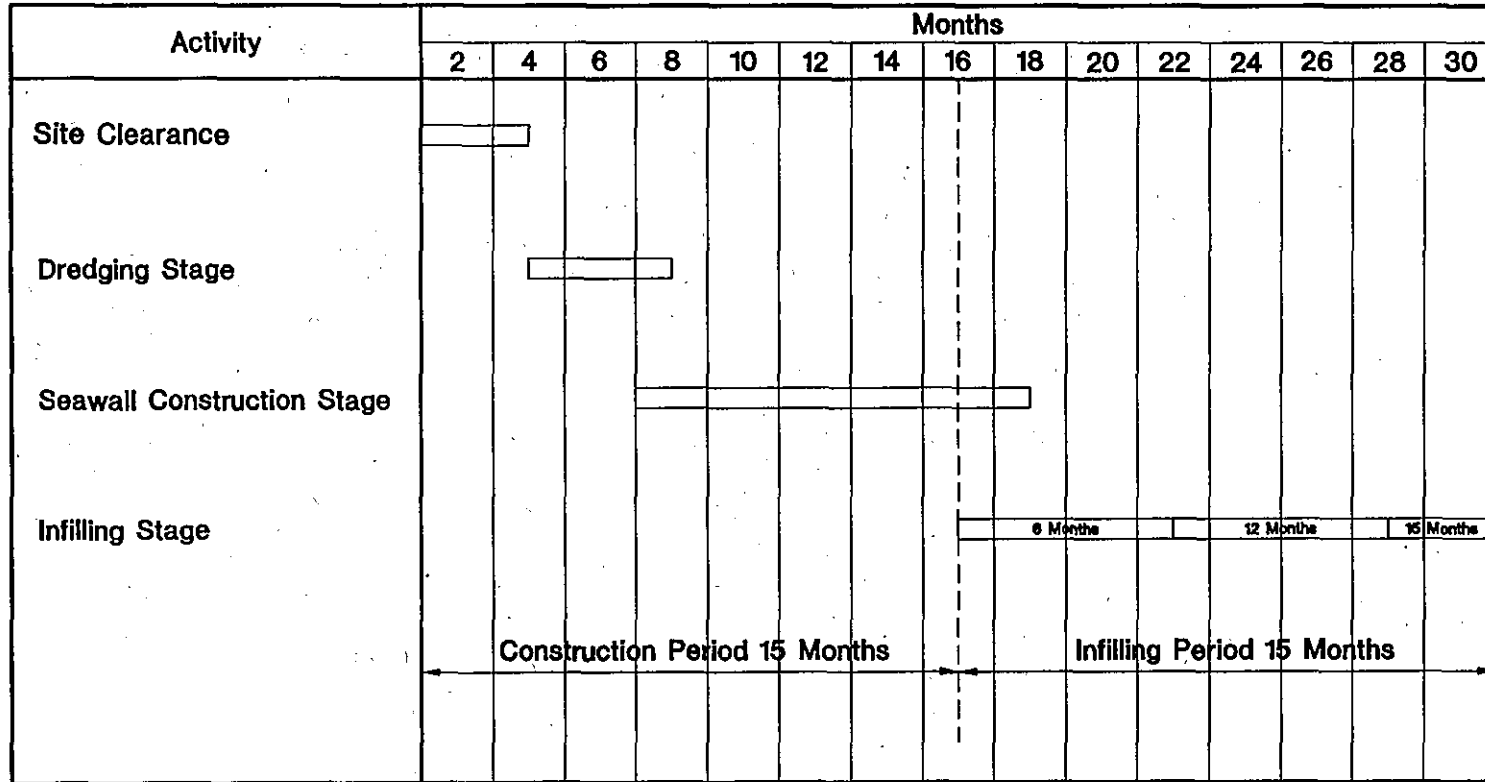 Activity
Months
2 4 6 8 10 12 14 16 18 20 22 24 26 28 30
Site Clearance
Dredging Stage
Seawall Construction Stage
Infilling Stage
6 Months 12 Months 15 Months
Construction Period 15 Months
Infilling Period 15 Months